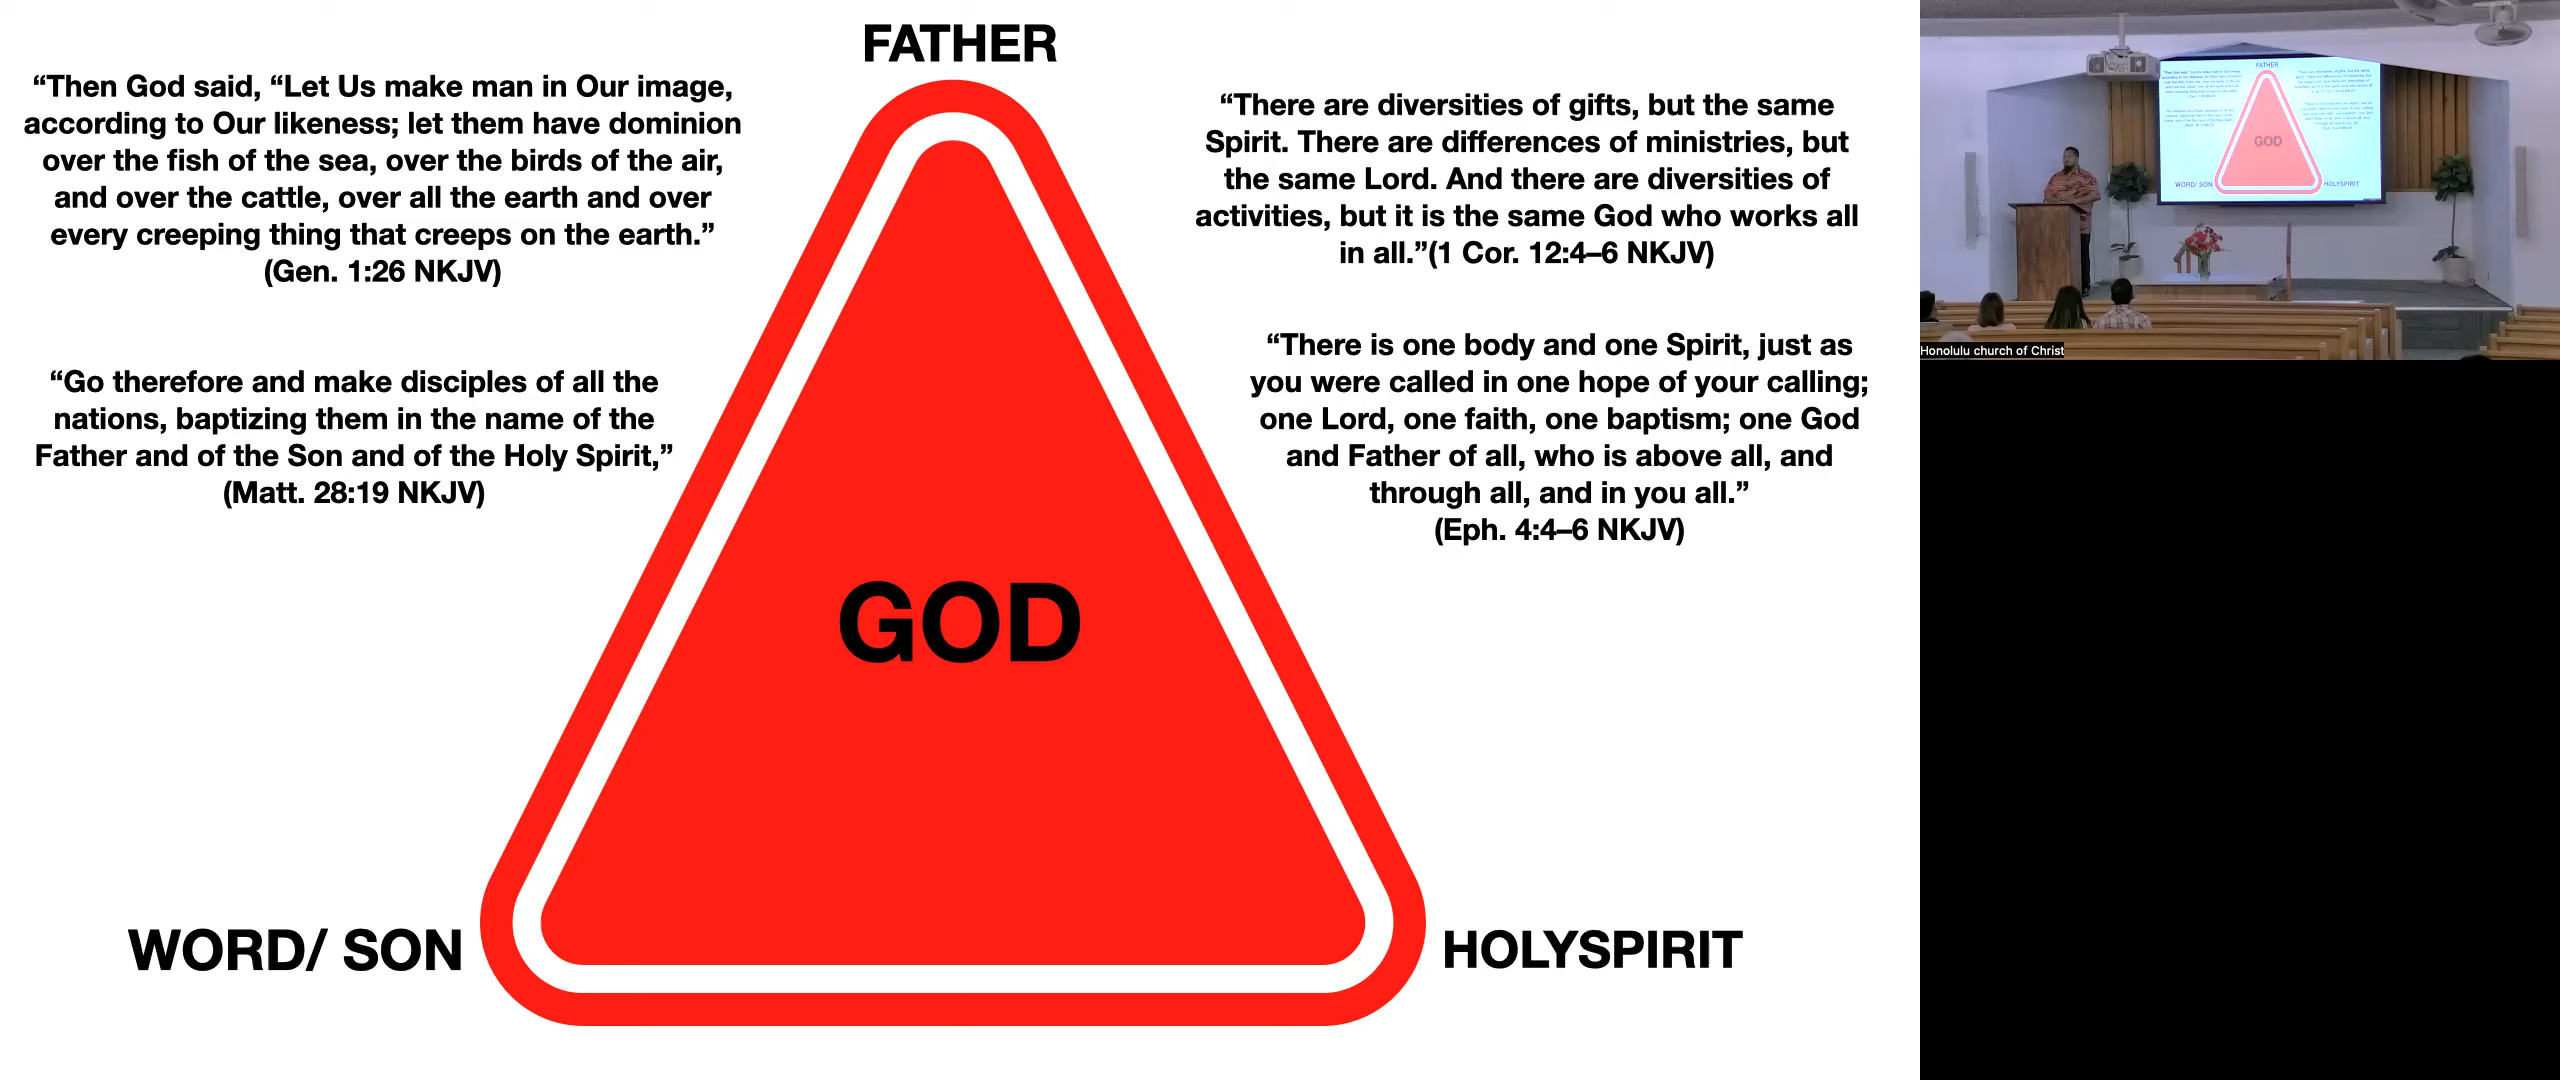 FATHER
“Then God said, “Let Us make man in Our image,
according to Our likeness; let them have dominion
over the fish of the sea, over the birds of the air,
and over the cattle, over all the earth and over
every creeping thing that creeps on the earth.”
(Gen. 1:26 NKJV)
“Go therefore and make disciples of all the
nations, baptizing them in the name of the
Father and of the Son and of the Holy Spirit,”
(Matt. 28:19 NKJV)
“There are diversities of gifts, but the same
Spirit. There are differences of ministries, but
the same Lord. And there are diversities of
activities, but it is the same God who works all
in all.”(1 Cor. 12:4–6 NKJV)
“There is one body and one Spirit, just as
you were called in one hope of your calling;
one Lord, one faith, one baptism; one God
and Father of all, who is above all, and
through all, and in you all.”
(Eph. 4:4–6 NKJV)
GOD
WORD/ SON
HOLYSPIRIT
FATHER
GOD
WORD/ SON
HOLYSPIRIT
Honolulu church of Christ